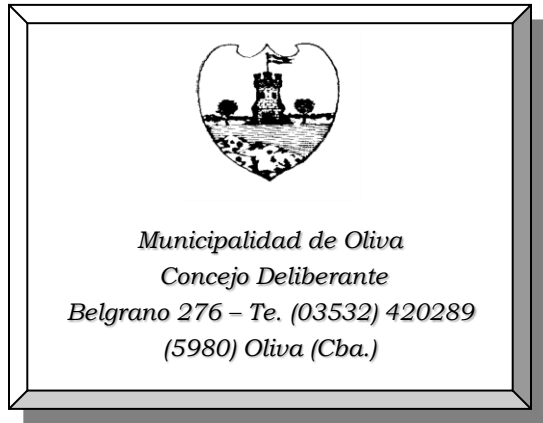 Municipalidad de Oliva
Concejo Deliberante
Belgrano 276 – Te. (03532) 420289
(5980) Oliva (Cba.)